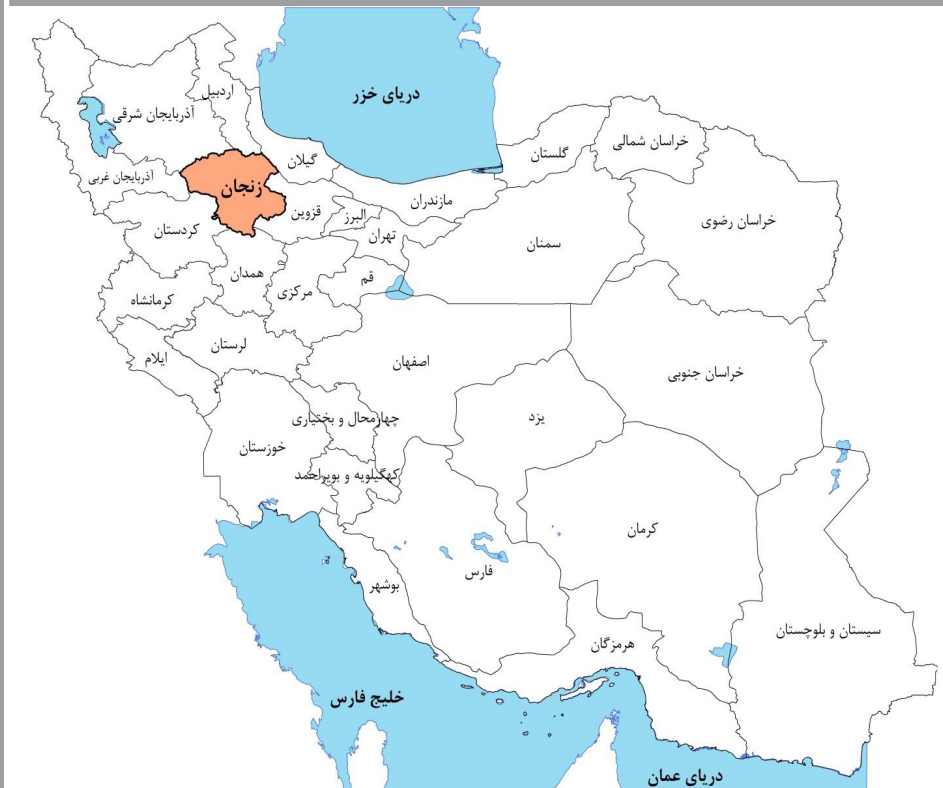 دریای خزر
اردبیل
آذربایجان شرقی
خراسان شمالی
گلستان
گیلان
آذربایجان غربی
زنجان
مازندران
قزوین
البرز
خراسان رضوی
کردستان
تهران
سمنان
همدان
قم
مرکزی
کرمانشاه
لرستان
ایلام
اصفهان
خراسان جنوبی
چهارمحال و بختیاری
یزد
خوزستان
کهگیلویه و بویراحمد
کرمان
فارس
بوشهر
سیستان و بلوچستان
هرمزگان
خلیج فارس
دریای عمان